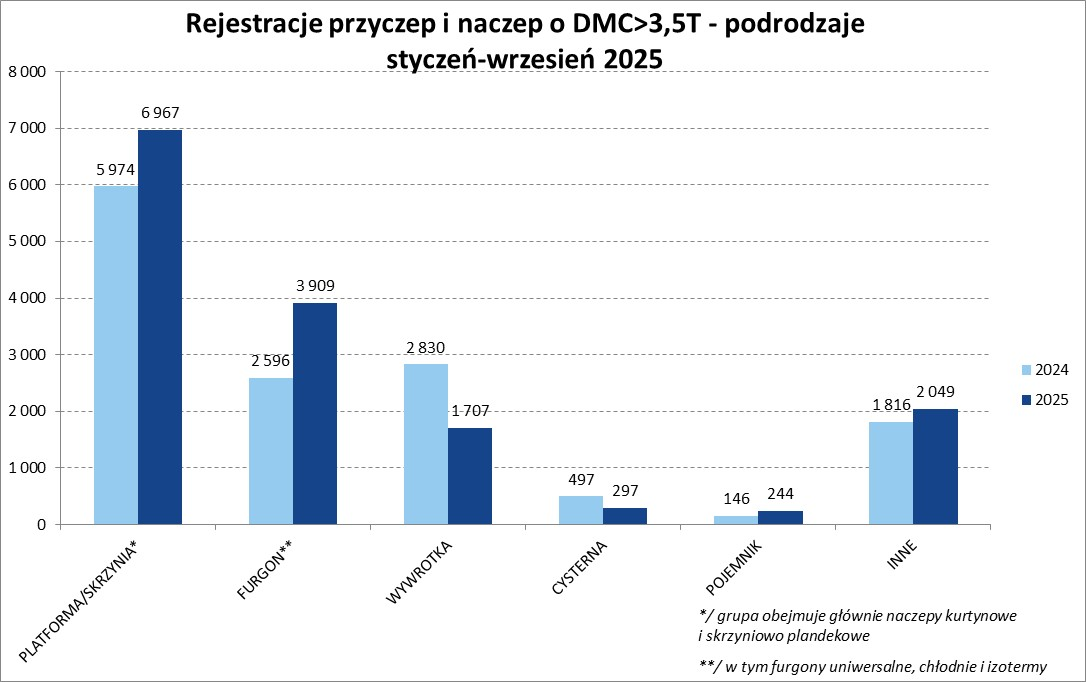 Rejestracje przyczep i naczep o DMC>3,5T - podrodzaje
styczeń-wrzesień 2025
8 000
7 000
6 000
5 000
4 000
3 000
2 000
1 000
0
5 974
6 967
2 596
3 909
2 830
1 707
497
297
146
244
1 816
2 049
2024
2025
PLATFORMA/SKRZYNIA*
FURGON**
WYWROTKA
CYSTERNA
POJEMNIK
INNE
*/ grupa obejmuje głównie naczepy kurtynowe
i skrzyniowo plandekowe
**/ w tym furgony uniwersalne, chłodnie i izotermy